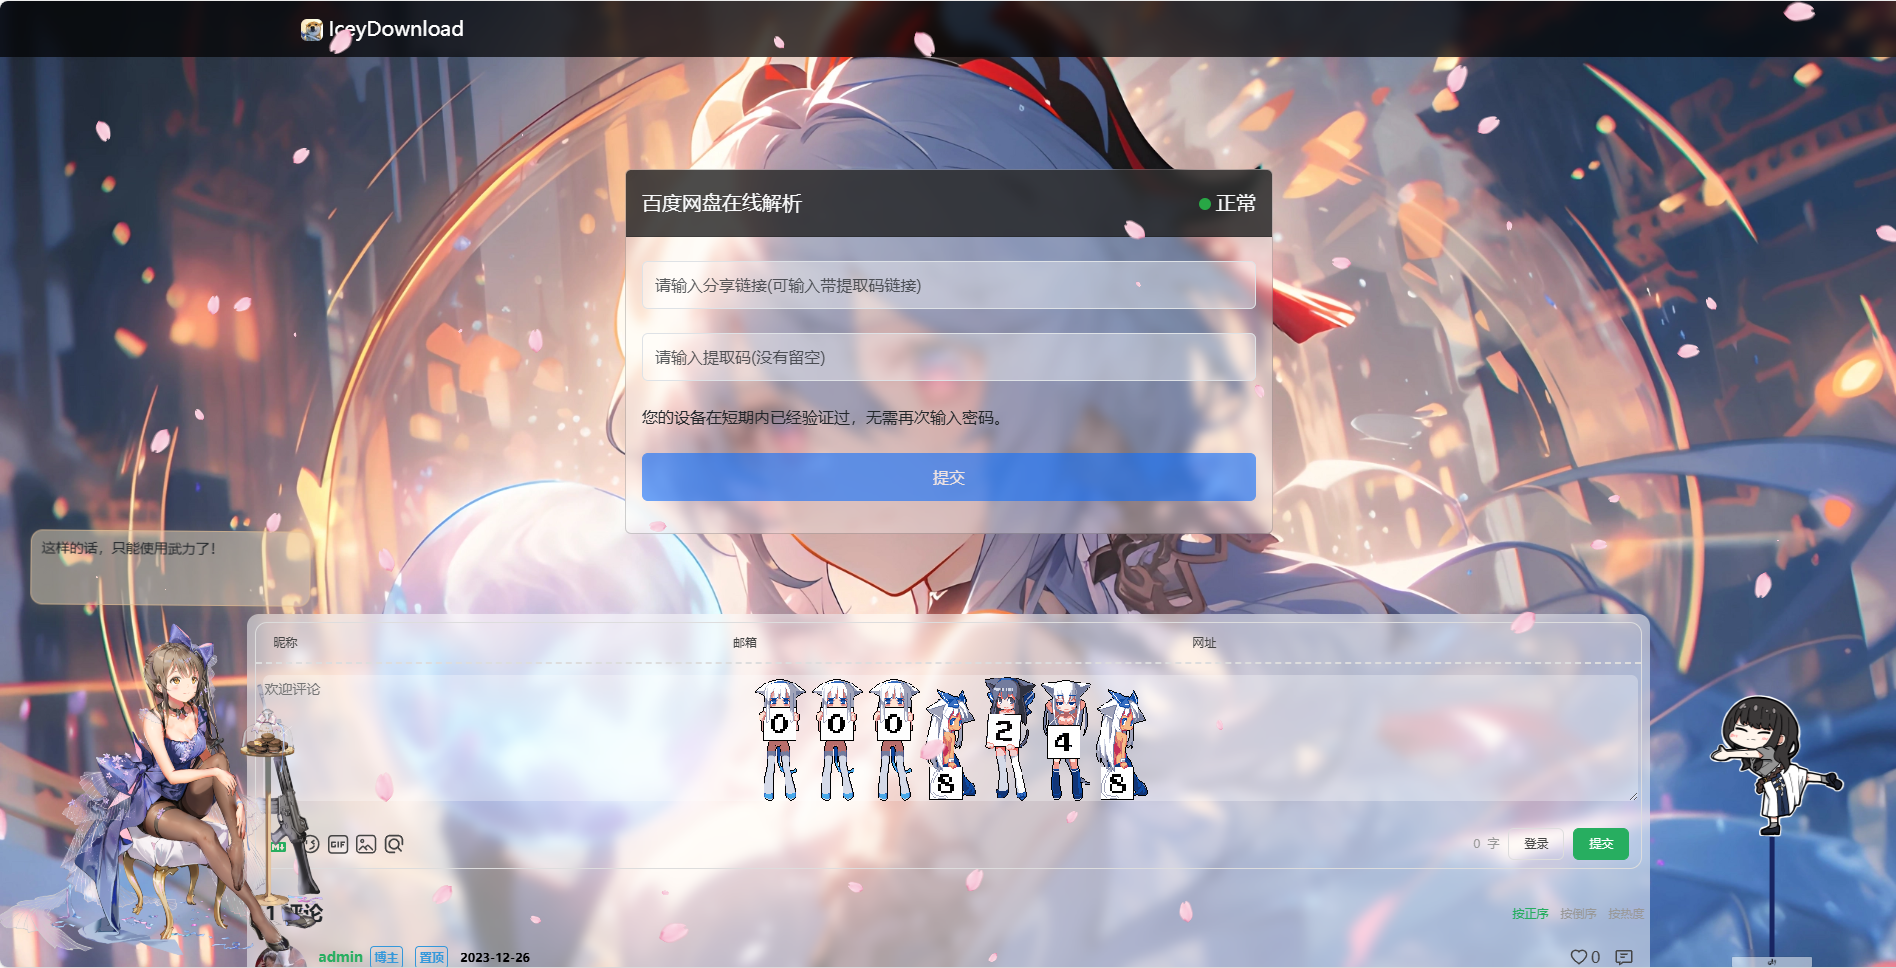 IceyDownload
百度网盘在线解析
正常
请输入分享链接(可输入带提取码链接)
请输入提取码(没有留空)
您的设备在短期内已经验证过，无需再次输入密码。
提交
这样的话，只能使用武力了！
昵称
邮箱
网址
欢迎评论
0 0 0 8 2 4 8
M↓
GIF
0 字
登录
提交
1 评论
按正序 按倒序 按热度
admin 博主 置顶 2023-12-26
0